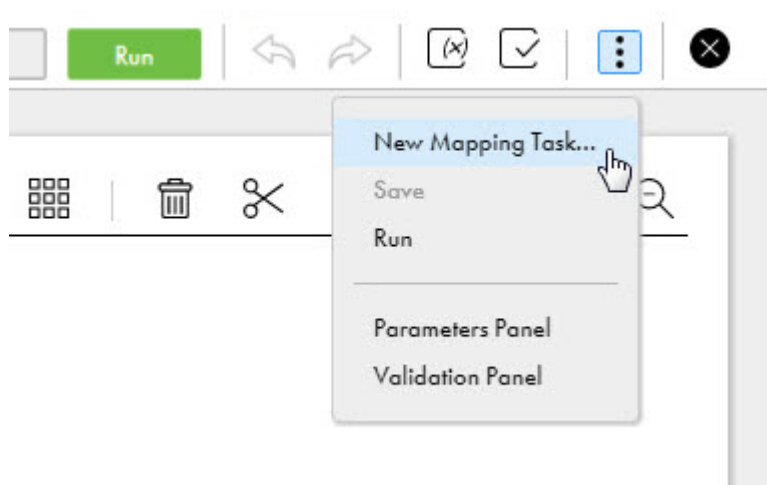 Run
(x)
New Mapping Task...
Save
Run
Parameters Panel
Validation Panel